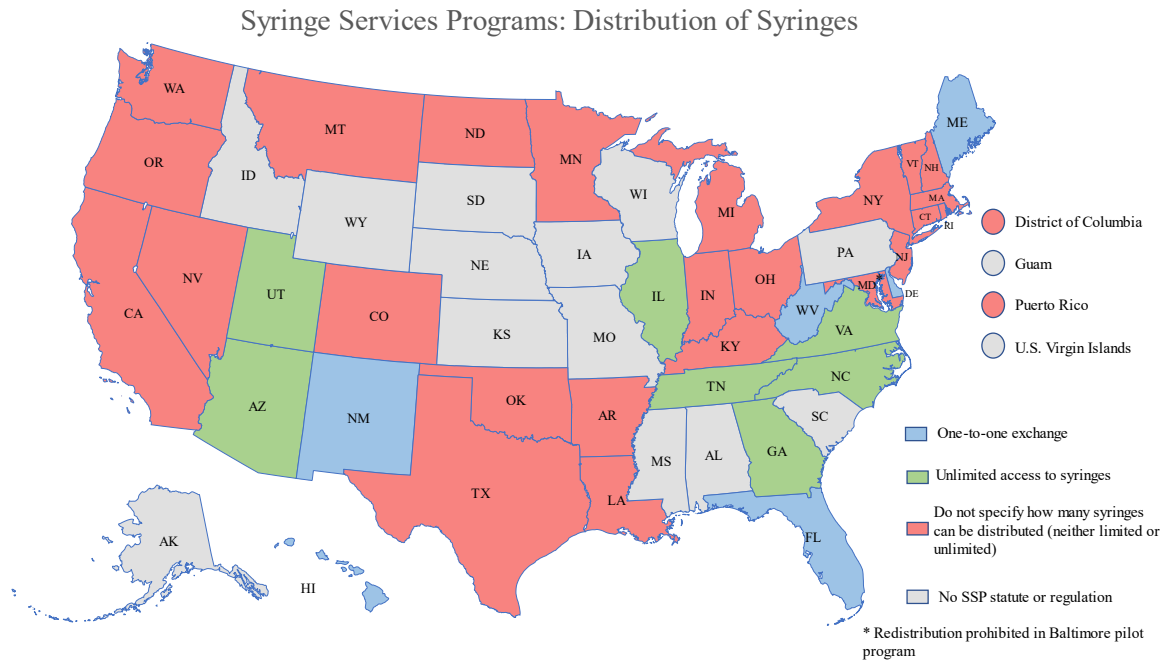 Syringe Services Programs: Distribution of Syringes
WA
MT
ND
MN
OR
ID
WY
SD
WI
MI
NY
VT
NH
ME
MA
CT
RI
NV
UT
CO
NE
IA
PA
NJ
CA
KS
MO
IL
IN
OH
WV
MD
*
DE
KY
VA
AZ
NM
OK
AR
TN
NC
SC
TX
LA
MS
AL
GA
FL
AK
HI
District of Columbia
Guam
Puerto Rico
U.S. Virgin Islands
One-to-one exchange
Unlimited access to syringes
Do not specify how many syringes
can be distributed (neither limited or
unlimited)
No SSP statute or regulation
* Redistribution prohibited in Baltimore pilot
program